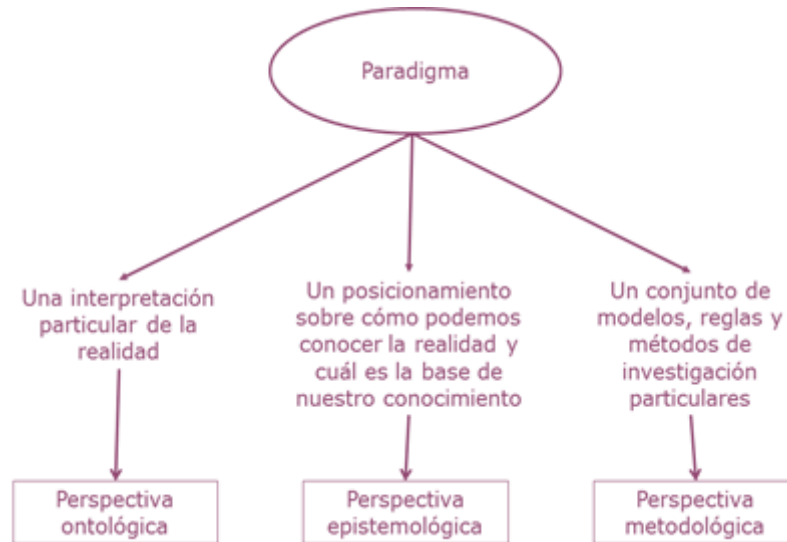 Paradigma
Una interpretación
particular de la
realidad
Un posicionamiento
sobre cómo podemos
conocer la realidad y
cuál es la base de
nuestro conocimiento
Un conjunto de
modelos, reglas y
métodos de
investigación
particulares
Perspectiva
ontológica
Perspectiva
epistemológica
Perspectiva
metodológica